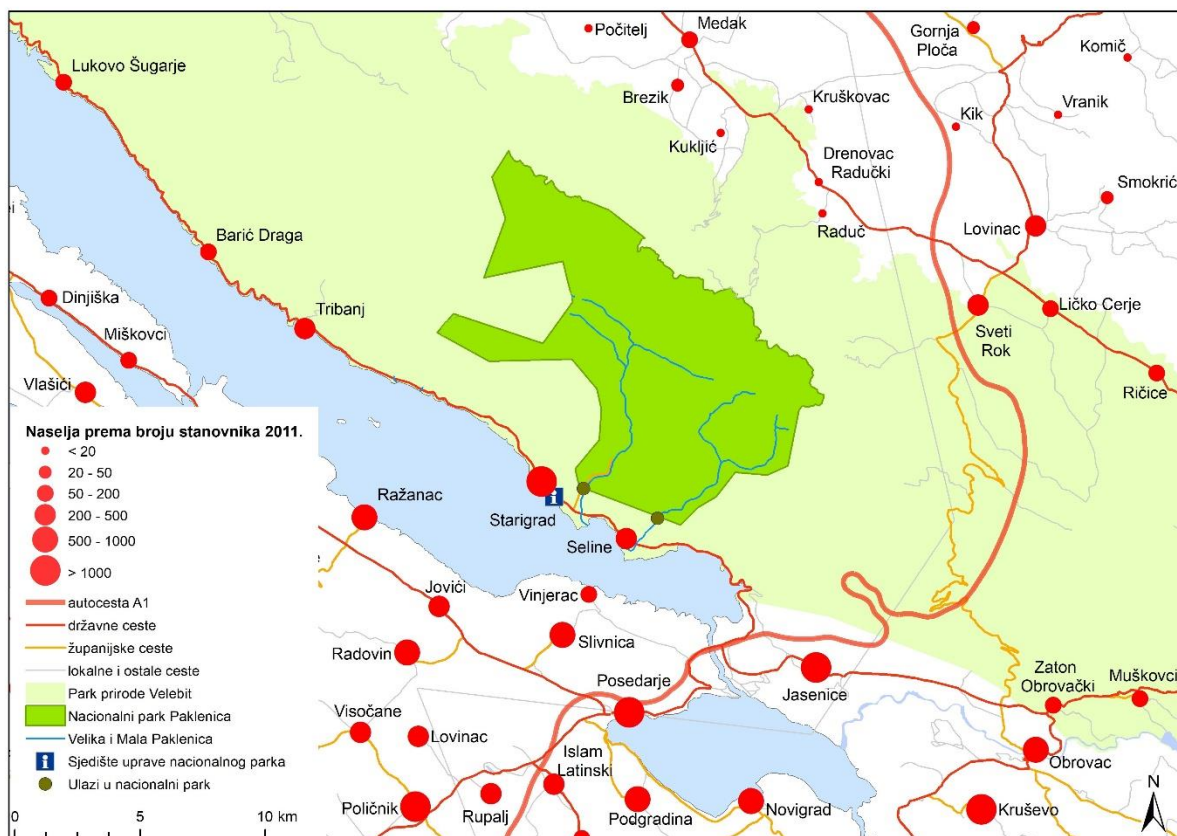 Počitelj
Medak
Gornja
Ploča
Komič
Lukovo Šugarje
Brezik
Kruškovac
Kik
Vranik
Kukljić
Drenovac
Radučki
Smokrić
Raduč
Lovinac
Barić Draga
Dinjiška
Tribanj
Sveti
Rok
Ličko Cerje
Miškovci
Vlašići
Ričice
Naselja prema broju stanovnika 2011.
< 20
20 - 50
50 - 200
200 - 500
500 - 1000
> 1000
autocesta A1
državne ceste
županijske ceste
lokalne i ostale ceste
Park prirode Velebit
Nacionalni park Paklenica
Velika i Mala Paklenica
i Sjedište uprave nacionalnog parka
Ulazi u nacionalni park
0 5 10 km
Ražanac
Starigrad
i
Seline
Jovići
Vinjerac
Radovin
Slivnica
Posedarje
Jasenice
Zaton
Obrovački
Muškovci
Visočane
Lovinac
Islam
Latinski
Obrovac
Poličnik
Rupalj
Podgradina
Novigrad
Kruševo
N